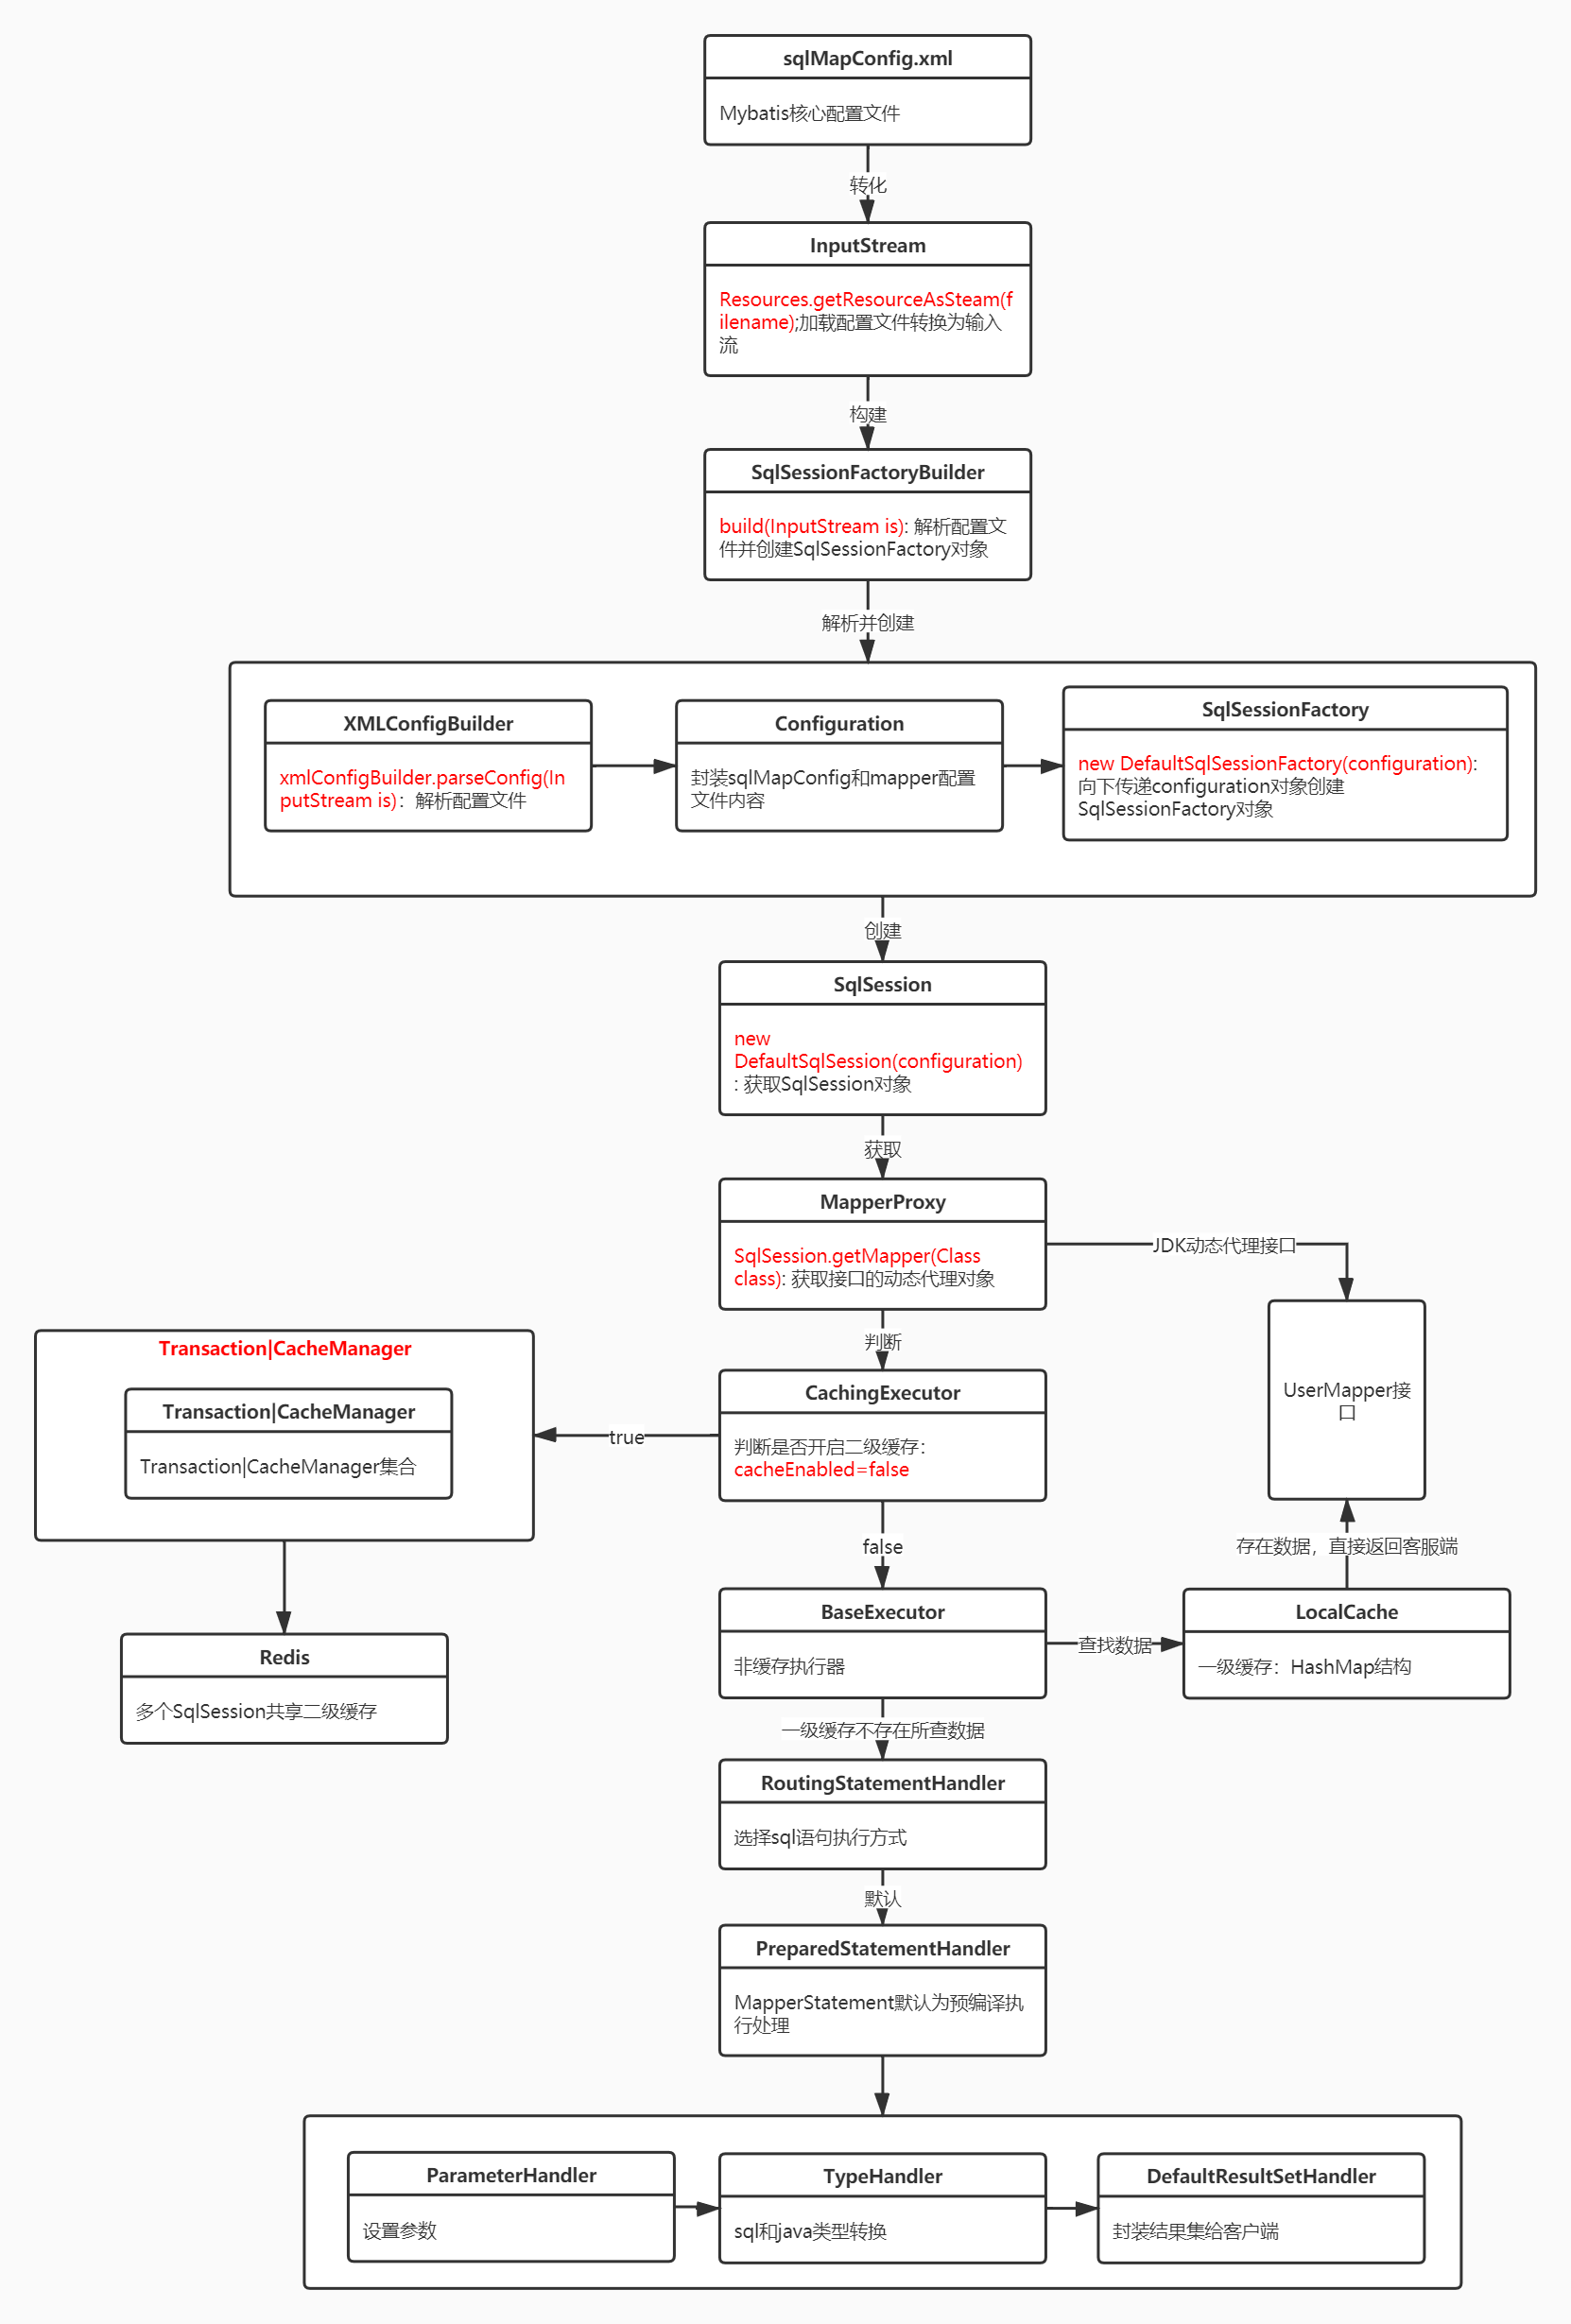 sqlMapConfig.xml
Mybatis核心配置文件
转化
InputStream
Resources.getResourceAsSteam(f
ilename);加载配置文件转换为输入
流
构建
SqlSessionFactoryBuilder
build(InputStream is): 解析配置文
件并创建SqlSessionFactory对象
解析并创建
XMLConfigBuilder
xmlConfigBuilder.parseConfig(In
putStream is)：解析配置文件
Configuration
封装sqlMapConfig和mapper配置
文件内容
SqlSessionFactory
new DefaultSqlSessionFactory(configuration):
向下传递configuration对象创建
SqlSessionFactory对象
创建
SqlSession
new
DefaultSqlSession(configuration)
: 获取SqlSession对象
获取
MapperProxy
SqlSession.getMapper(Class
class): 获取接口的动态代理对象
JDK动态代理接口
UserMapper接
口
判断
CachingExecutor
判断是否开启二级缓存：
cacheEnabled=false
true
Transaction|CacheManager
Transaction|CacheManager
Transaction|CacheManager集合
Redis
多个SqlSession共享二级缓存
false
BaseExecutor
非缓存执行器
查找数据
LocalCache
一级缓存：HashMap结构
存在数据，直接返回客服端
一级缓存不存在所查数据
RoutingStatementHandler
选择sql语句执行方式
默认
PreparedStatementHandler
MapperStatement默认为预编译执
行处理
ParameterHandler
设置参数
TypeHandler
sql和java类型转换
DefaultResultSetHandler
封装结果集给客户端